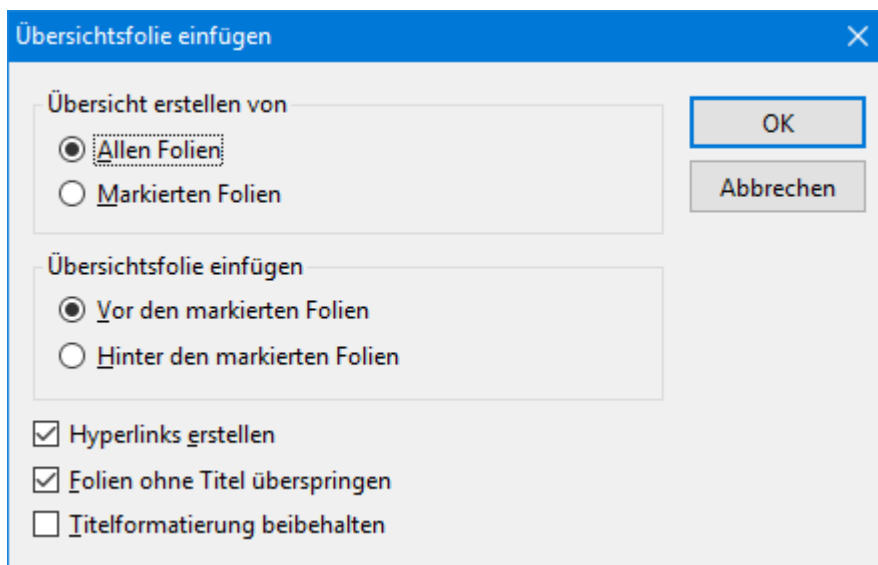 Übersichtsfolie einfügen
Übersicht erstellen von
Allen Folien
Markierten Folien
OK
Abbrechen
Übersichtsfolie einfügen
Vor den markierten Folien
Hinter den markierten Folien
Hyperlinks erstellen
Folien ohne Titel überspringen
Titelformatierung beibehalten